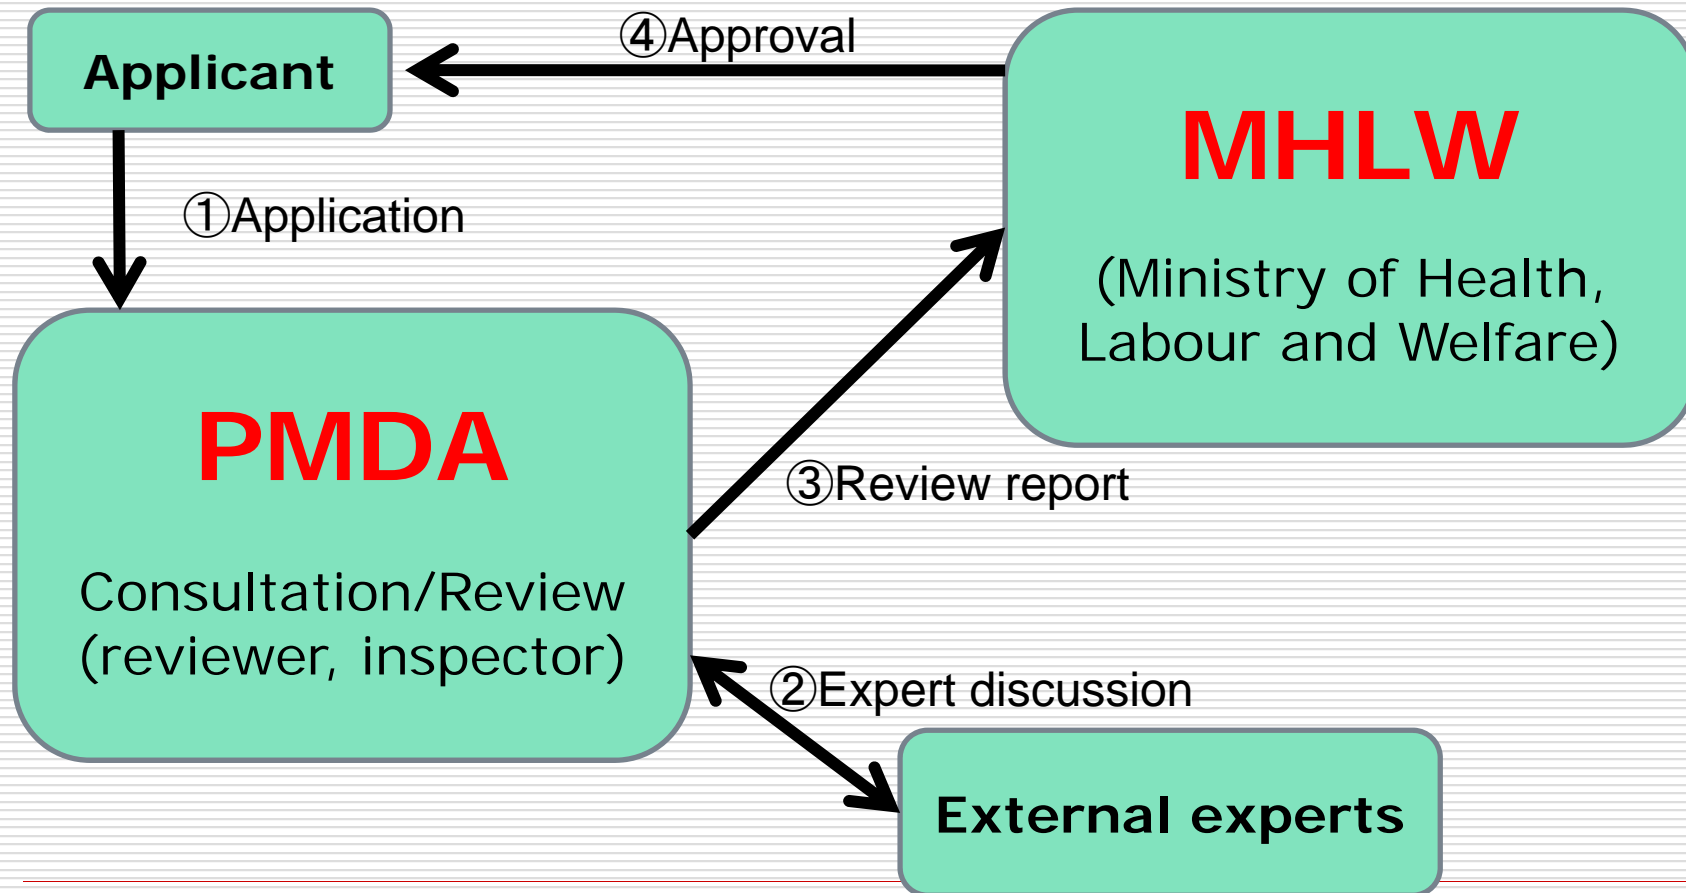 Applicant
④Approval
MHLW
(Ministry of Health,
Labour and Welfare)
①Application
PMDA
Consultation/Review
(reviewer, inspector)
③Review report
②Expert discussion
External experts